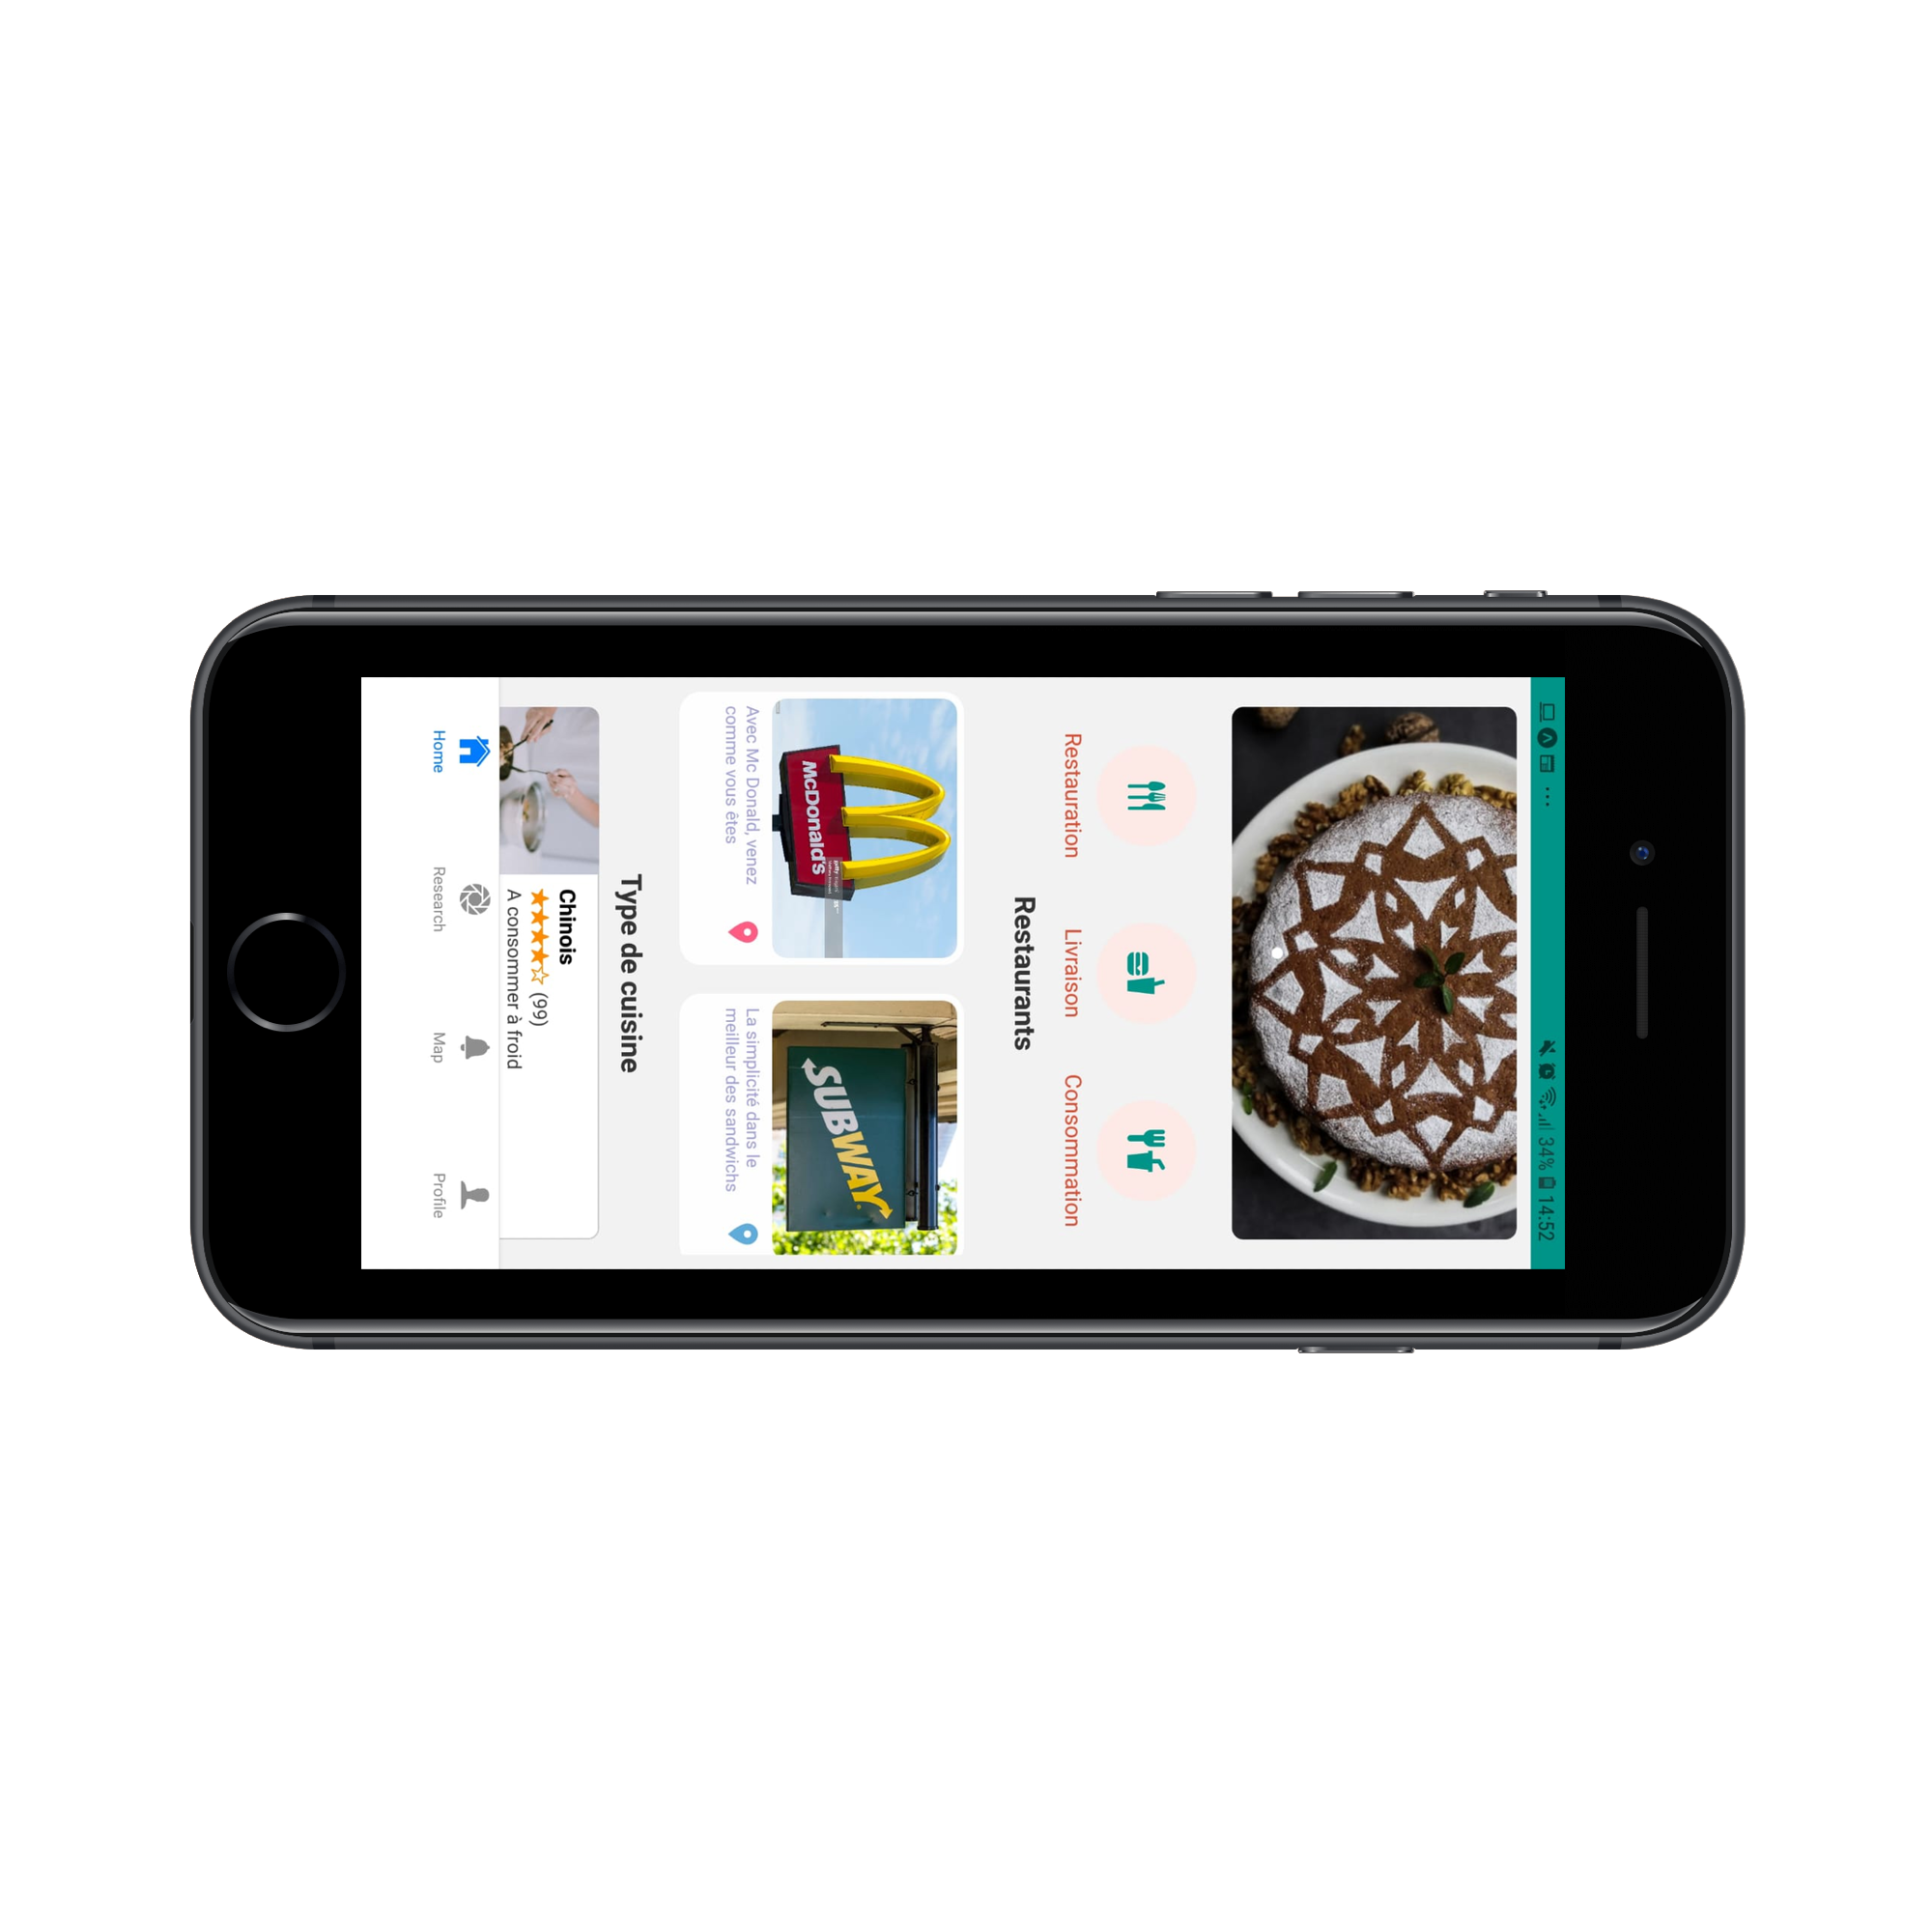 34% 14:52
Restauration
Livraison
Consommation
Restaurants
McDonald's
SUBWAY
Avec Mc Donald, venez
comme vous êtes
La simplicité dans le
meilleur des sandwichs
Type de cuisine
Chinois
(99)
A consommer à froid
Home
Research
Map
Profile